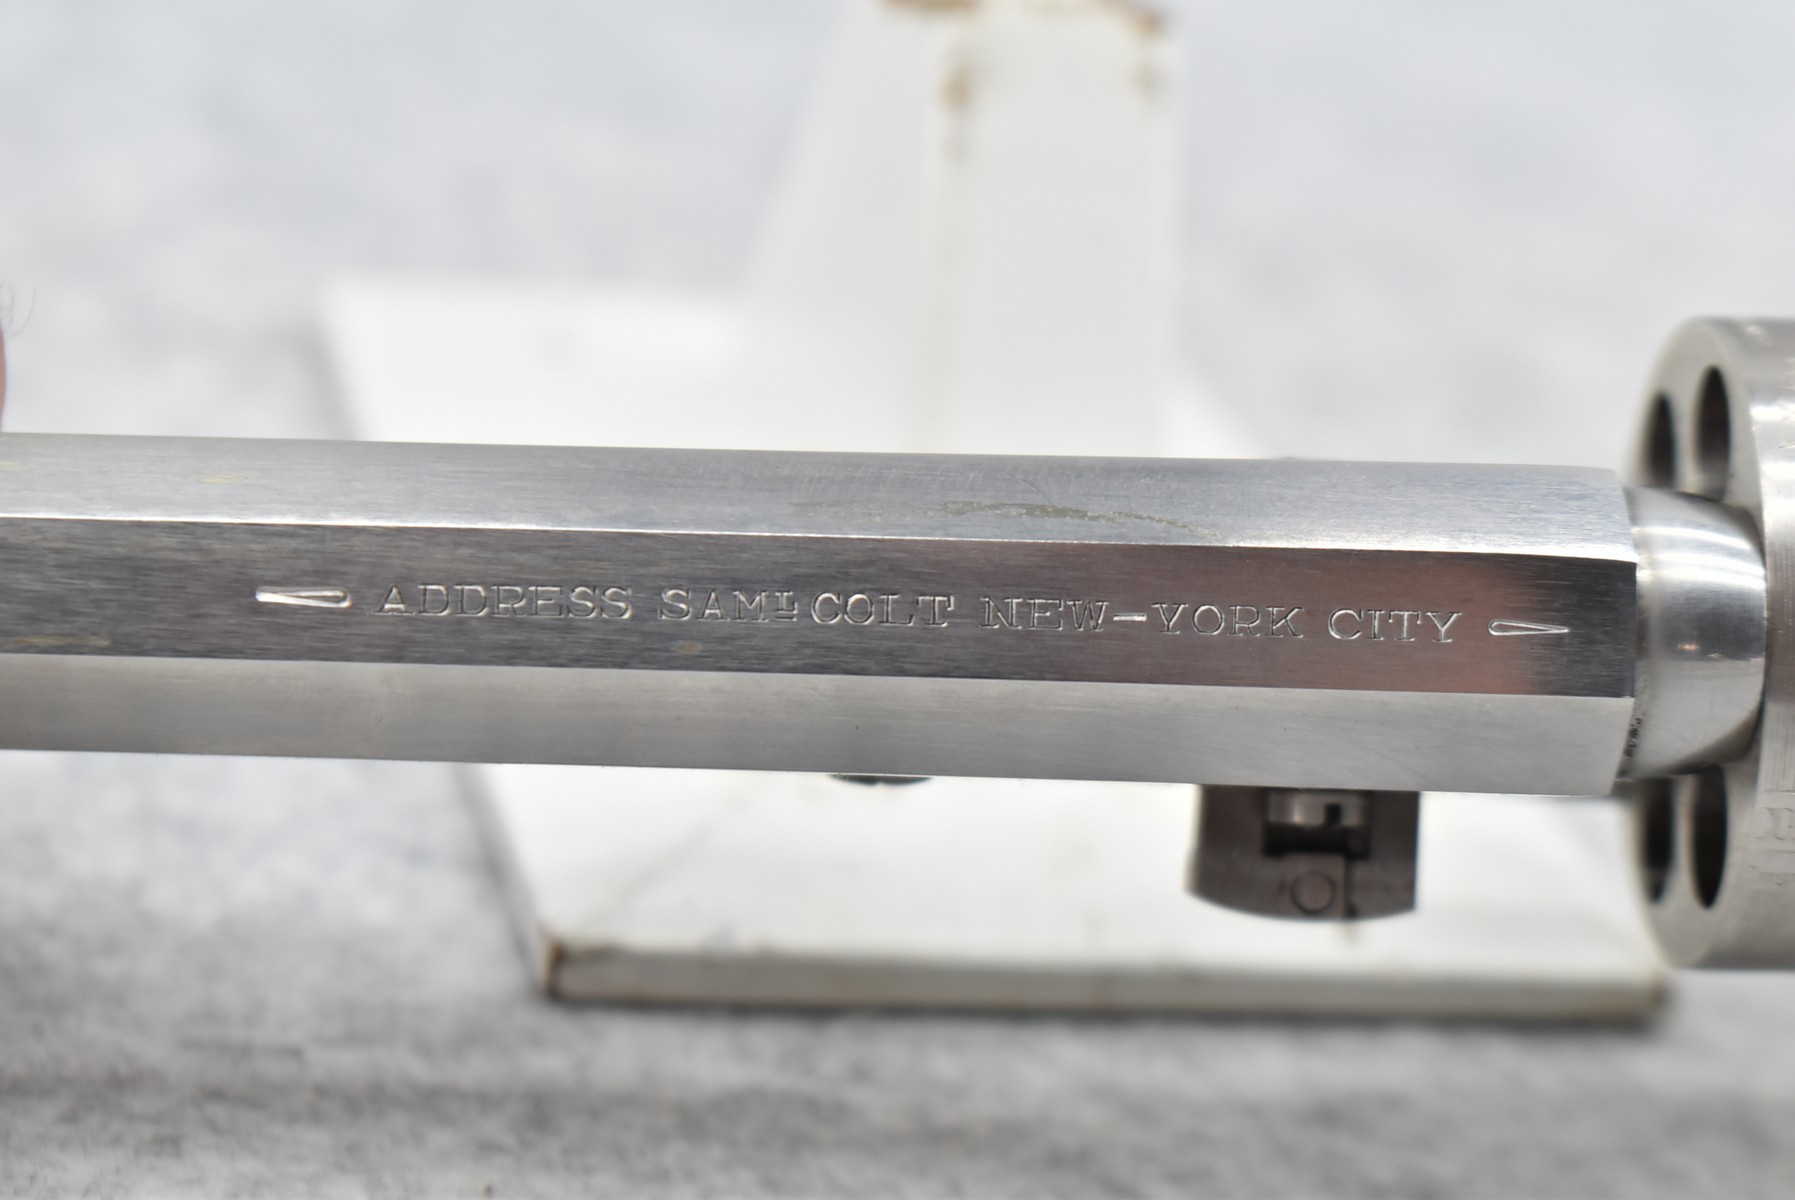 ADDRESS SAMᴸ COLT NEW-YORK CITY